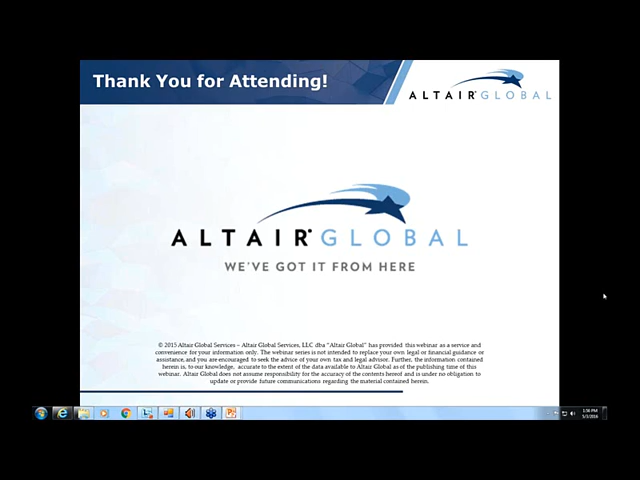 Thank You for Attending!
ALTAIR GLOBAL
ALTAIR GLOBAL
WE'VE GOT IT FROM HERE
© 2015 Altair Global Services – Altair Global Services, LLC dba "Altair Global" has provided this webinar as a service and
convenience for your information only. The webinar series is not intended to replace your own legal or financial guidance or
assistance, and you are encouraged to seek the advice of your own tax and legal advisor. Further, the information contained
herein is, to our knowledge, accurate to the extent of the data available to Altair Global as of the publishing time of this
webinar. Altair Global does not assume responsibility for the accuracy of the contents hereof and is under no obligation to
update or provide future communications regarding the material contained herein.
1:56 PM
5/3/2016